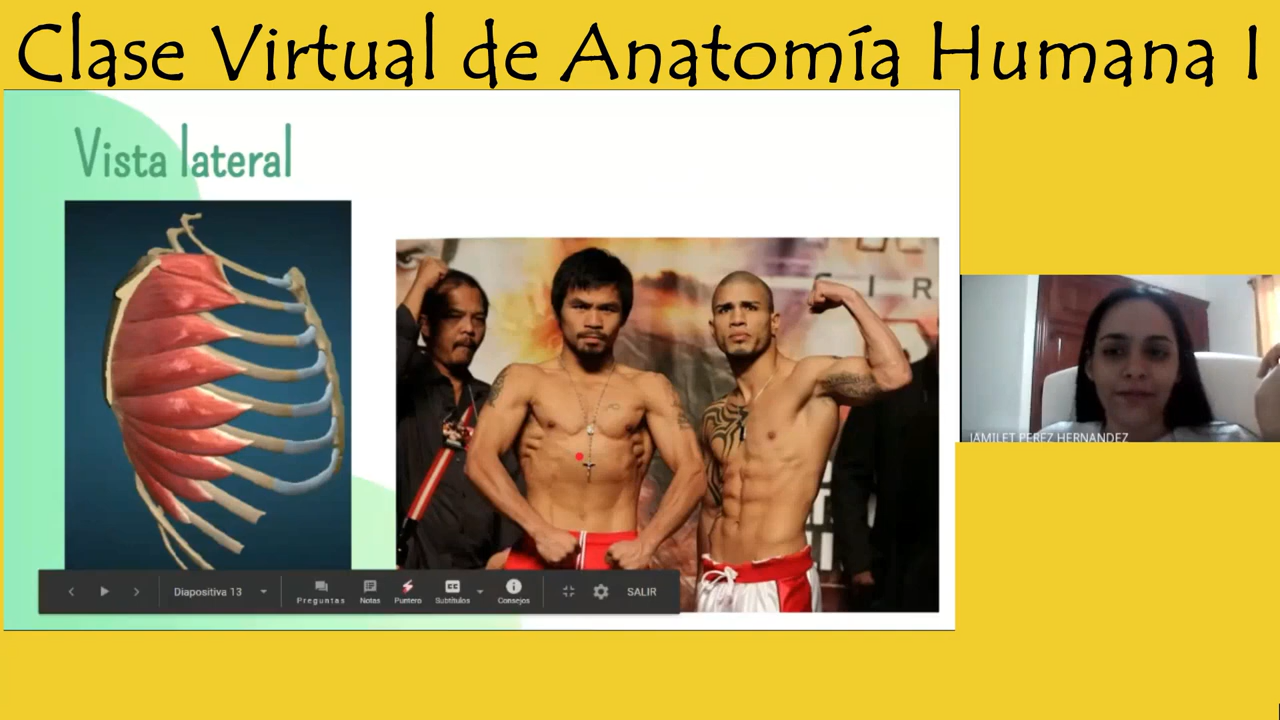 Clase Virtual de Anatomía Humana I
Vista lateral
I R
JAMILET PEREZ HERNANDEZ
Diapositiva 13
Preguntas
Notas
Puntero
Subtítulos
Consejos
SALIR